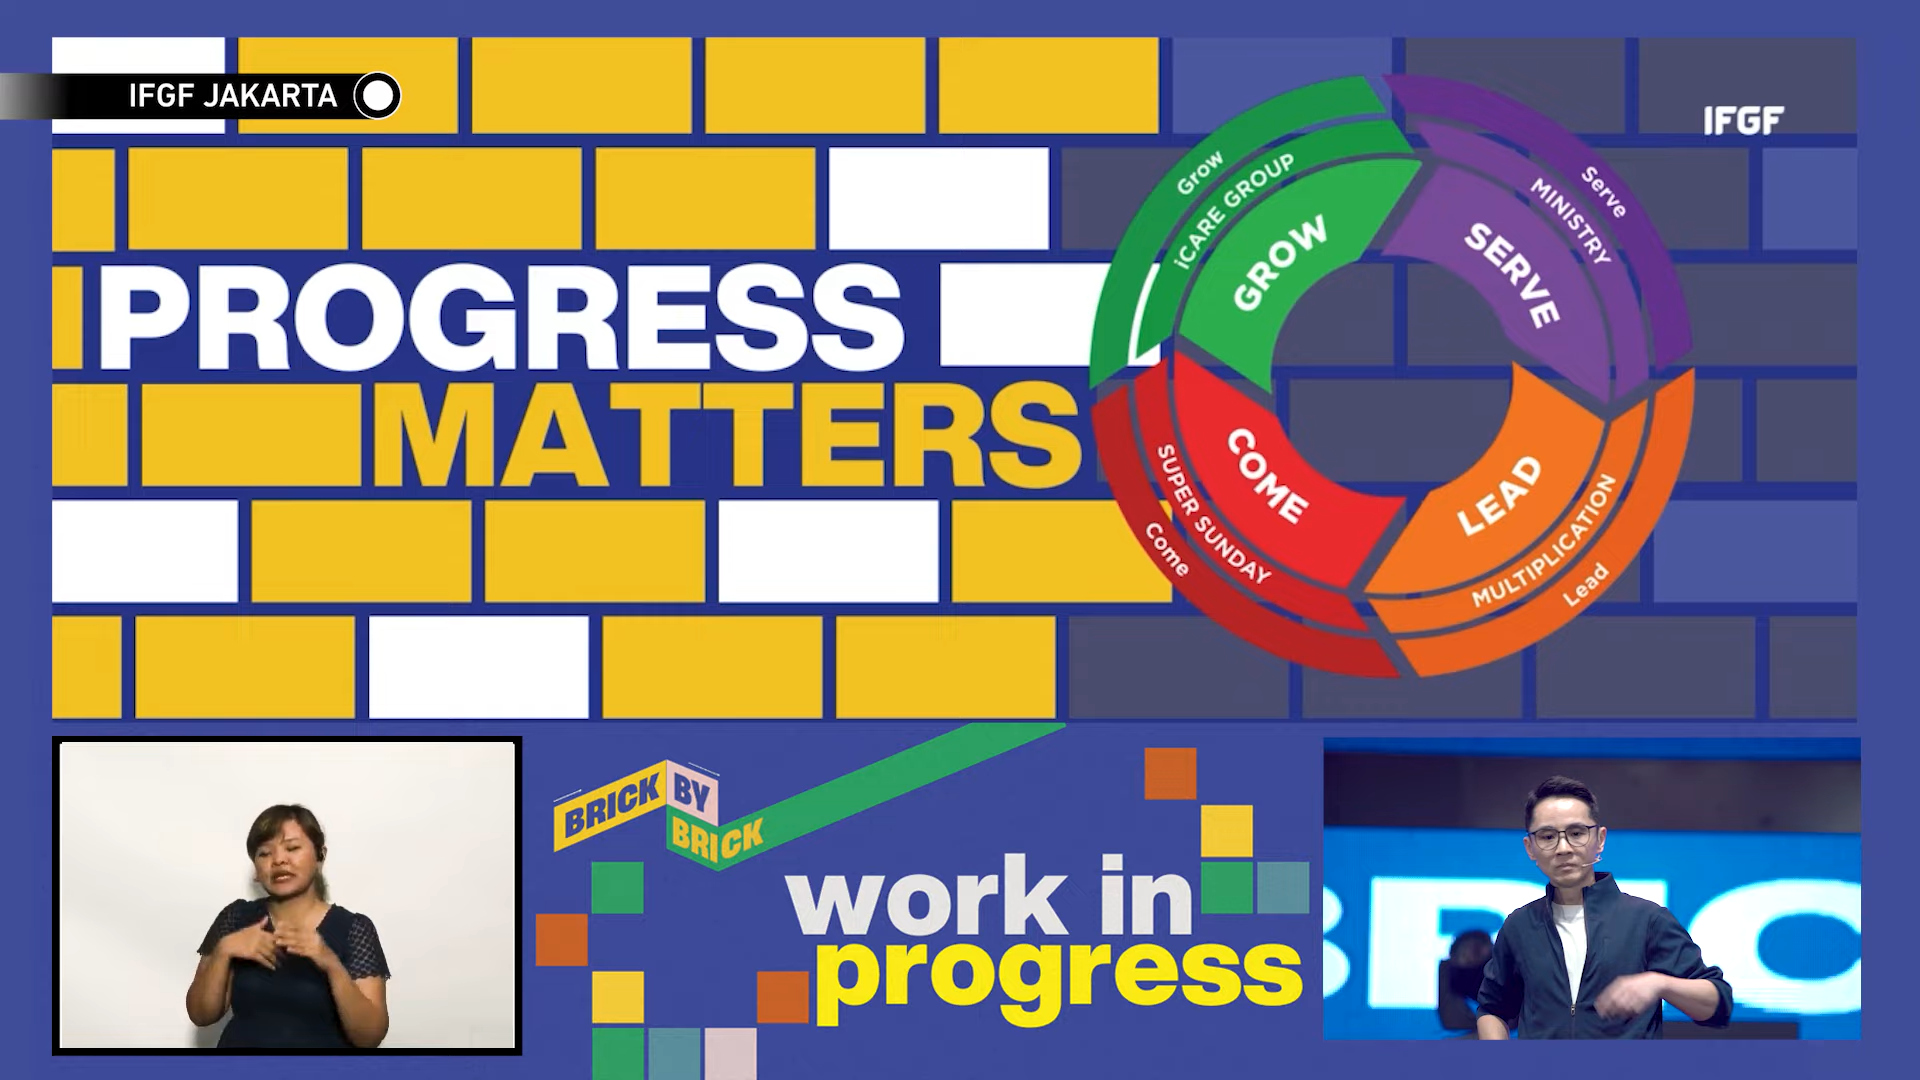 IFGF JAKARTA
IFGF
PROGRESS
MATTERS
Grow
iCARE GROUP
GROW
Serve
MINISTRY
SERVE
COME
SUPER SUNDAY
Come
LEAD
MULTIPLICATION
Lead
BRICK BY
BRICK
work in
progress